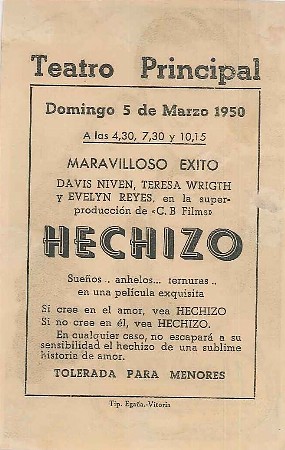 Teatro Principal
Domingo 5 de Marzo 1950
A las 4,30, 7,30 y 10,15
MARAVILLOSO EXITO
DAVIS NIVEN, TERESA WRIGTH
y EVELYN REYES, en la super-
producción de «C. B Films»
HECHIZO
Sueños .. anhelos... ternuras ..
en una película exquisita
Si cree en el amor, vea HECHIZO
Si no cree en él, vea HECHIZO.
En cualquier caso, no escapará a su
sensibilidad el hechizo de una sublime
historia de amor.
TOLERADA PARA MENORES
Tip. Egaña.-Vitoria